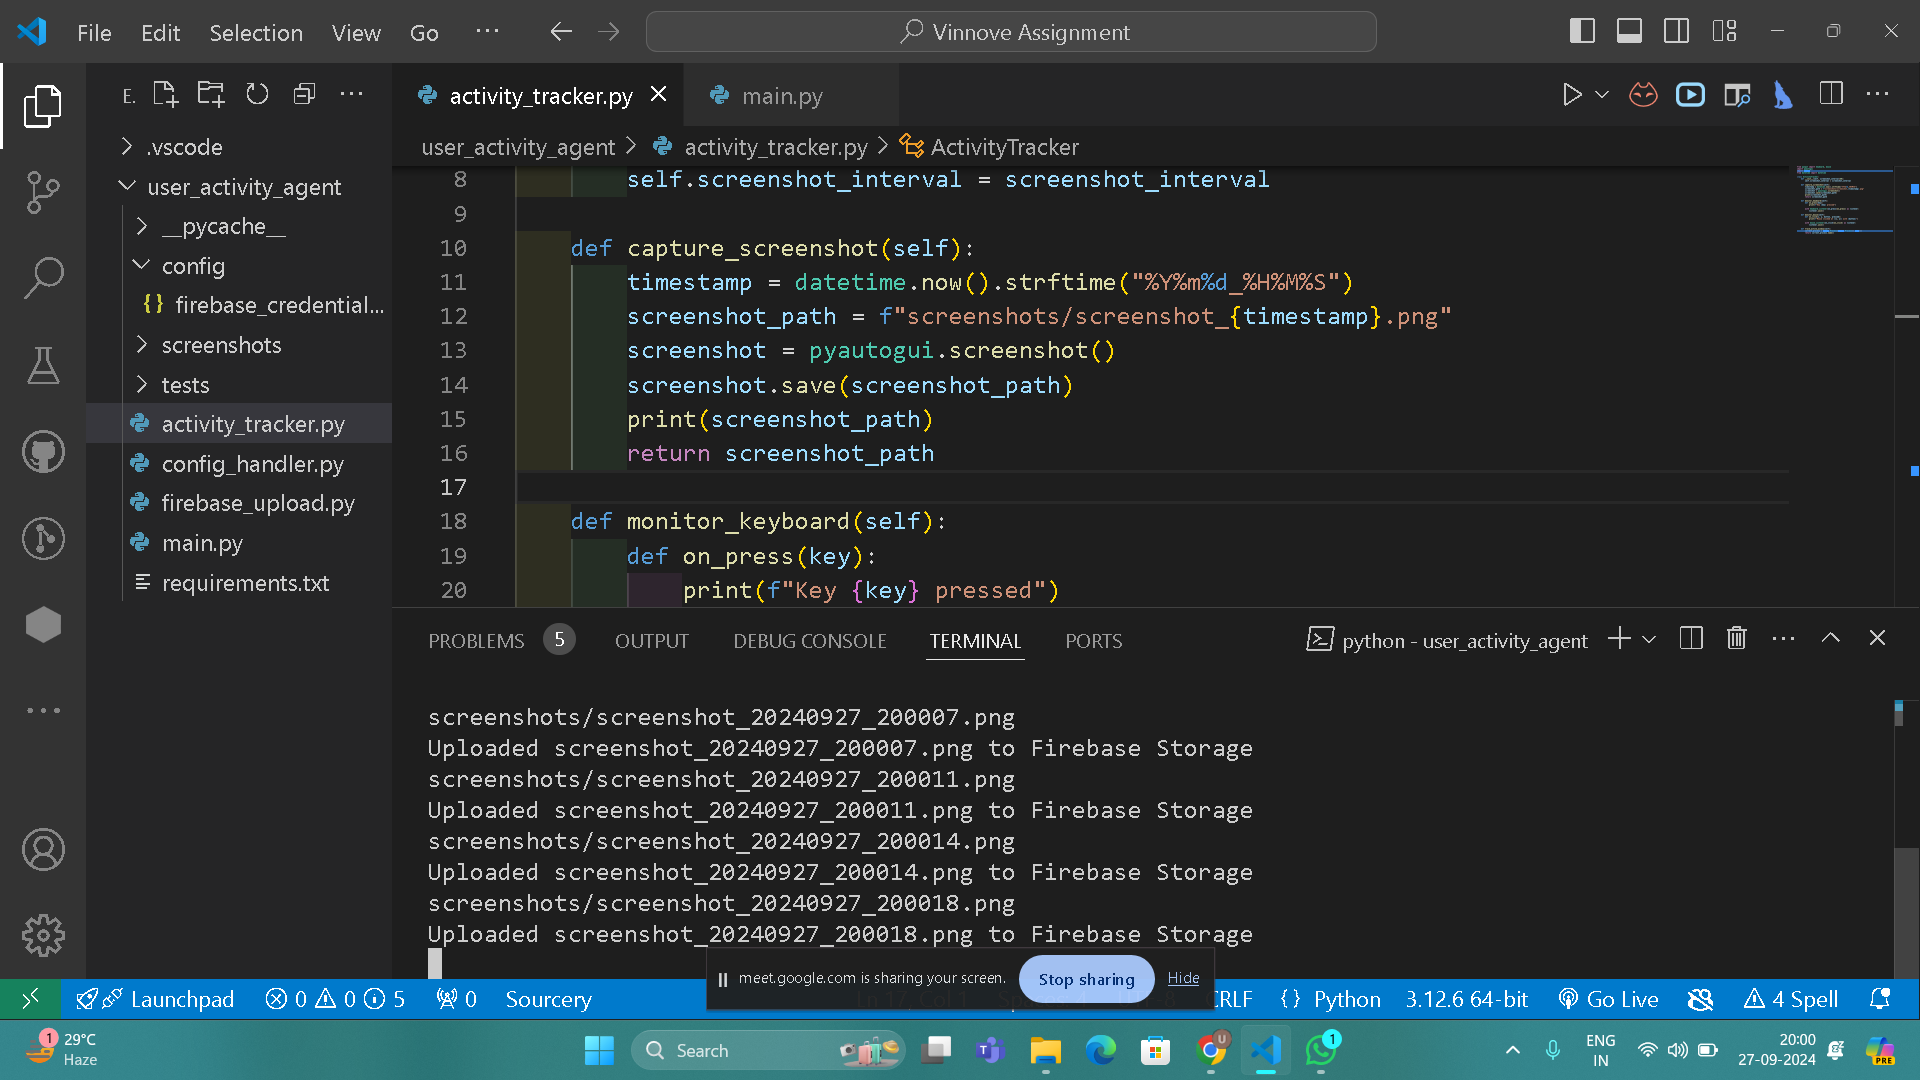 File Edit Selection View Go ··· Vinnove Assignment
E.
activity_tracker.py main.py
.vscode
user_activity_agent
__pycache__
config
firebase_credential...
screenshots
tests
activity_tracker.py
config_handler.py
firebase_upload.py
main.py
requirements.txt
user_activity_agent > activity_tracker.py > ActivityTracker
8 self.screenshot_interval = screenshot_interval
9
10 def capture_screenshot(self):
11 timestamp = datetime.now().strftime("%Y%m%d_%H%M%S")
12 screenshot_path = f"screenshots/screenshot_{timestamp}.png"
13 screenshot = pyautogui.screenshot()
14 screenshot.save(screenshot_path)
15 print(screenshot_path)
16 return screenshot_path
17
18 def monitor_keyboard(self):
19 def on_press(key):
20 print(f"Key {key} pressed")
PROBLEMS 5 OUTPUT DEBUG CONSOLE TERMINAL PORTS python - user_activity_agent
screenshots/screenshot_20240927_200007.png
Uploaded screenshot_20240927_200007.png to Firebase Storage
screenshots/screenshot_20240927_200011.png
Uploaded screenshot_20240927_200011.png to Firebase Storage
screenshots/screenshot_20240927_200014.png
Uploaded screenshot_20240927_200014.png to Firebase Storage
screenshots/screenshot_20240927_200018.png
Uploaded screenshot_20240927_200018.png to Firebase Storage
meet.google.com is sharing your screen. Stop sharing Hide
Launchpad 0 0 5 0 Sourcery CRLF {} Python 3.12.6 64-bit Go Live 4 Spell
1 29°C
Haze
Search
1
ENG
IN
20:00
27-09-2024
PRE